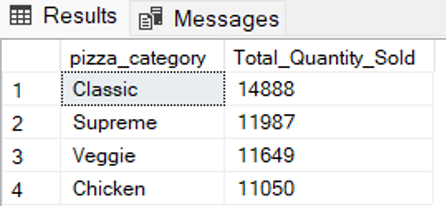 Results Messages
pizza_category Total_Quantity_Sold
1 Classic 14888
2 Supreme 11987
3 Veggie 11649
4 Chicken 11050